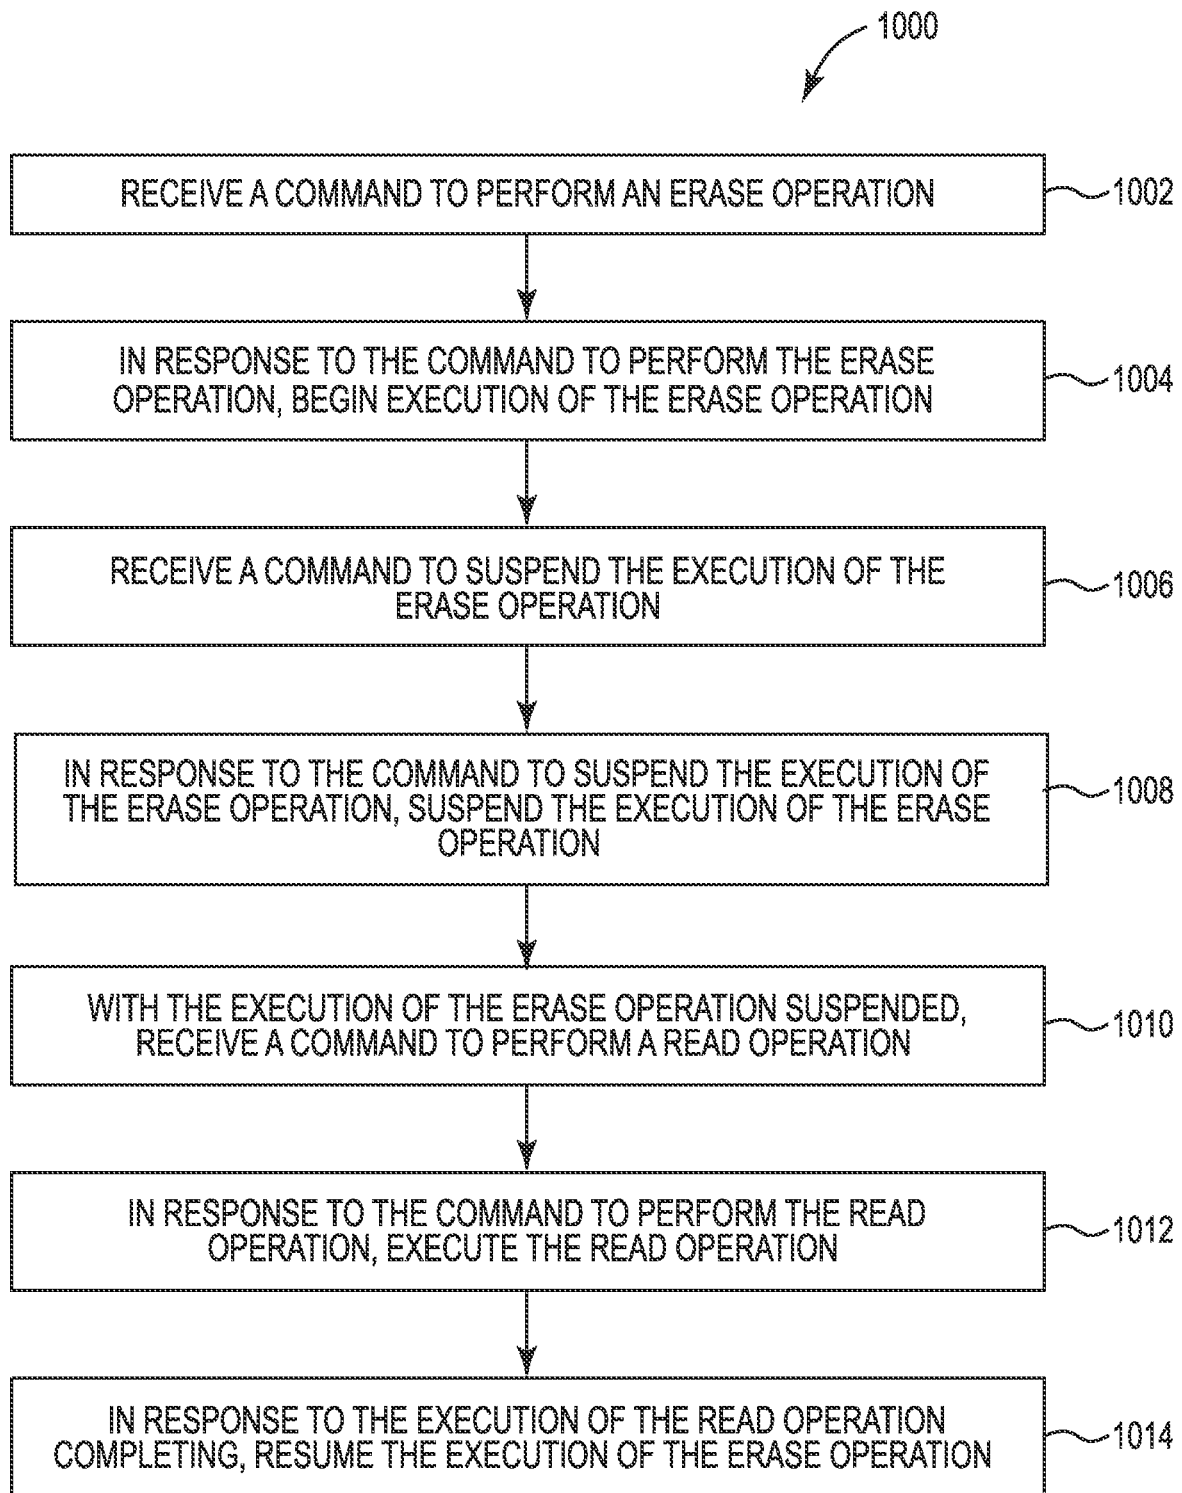 1000
RECEIVE A COMMAND TO PERFORM AN ERASE OPERATION
1002
IN RESPONSE TO THE COMMAND TO PERFORM THE ERASE
OPERATION, BEGIN EXECUTION OF THE ERASE OPERATION
1004
RECEIVE A COMMAND TO SUSPEND THE EXECUTION OF THE
ERASE OPERATION
1006
IN RESPONSE TO THE COMMAND TO SUSPEND THE EXECUTION OF
THE ERASE OPERATION, SUSPEND THE EXECUTION OF THE ERASE
OPERATION
1008
WITH THE EXECUTION OF THE ERASE OPERATION SUSPENDED,
RECEIVE A COMMAND TO PERFORM A READ OPERATION
1010
IN RESPONSE TO THE COMMAND TO PERFORM THE READ
OPERATION, EXECUTE THE READ OPERATION
1012
IN RESPONSE TO THE EXECUTION OF THE READ OPERATION
COMPLETING, RESUME THE EXECUTION OF THE ERASE OPERATION
1014